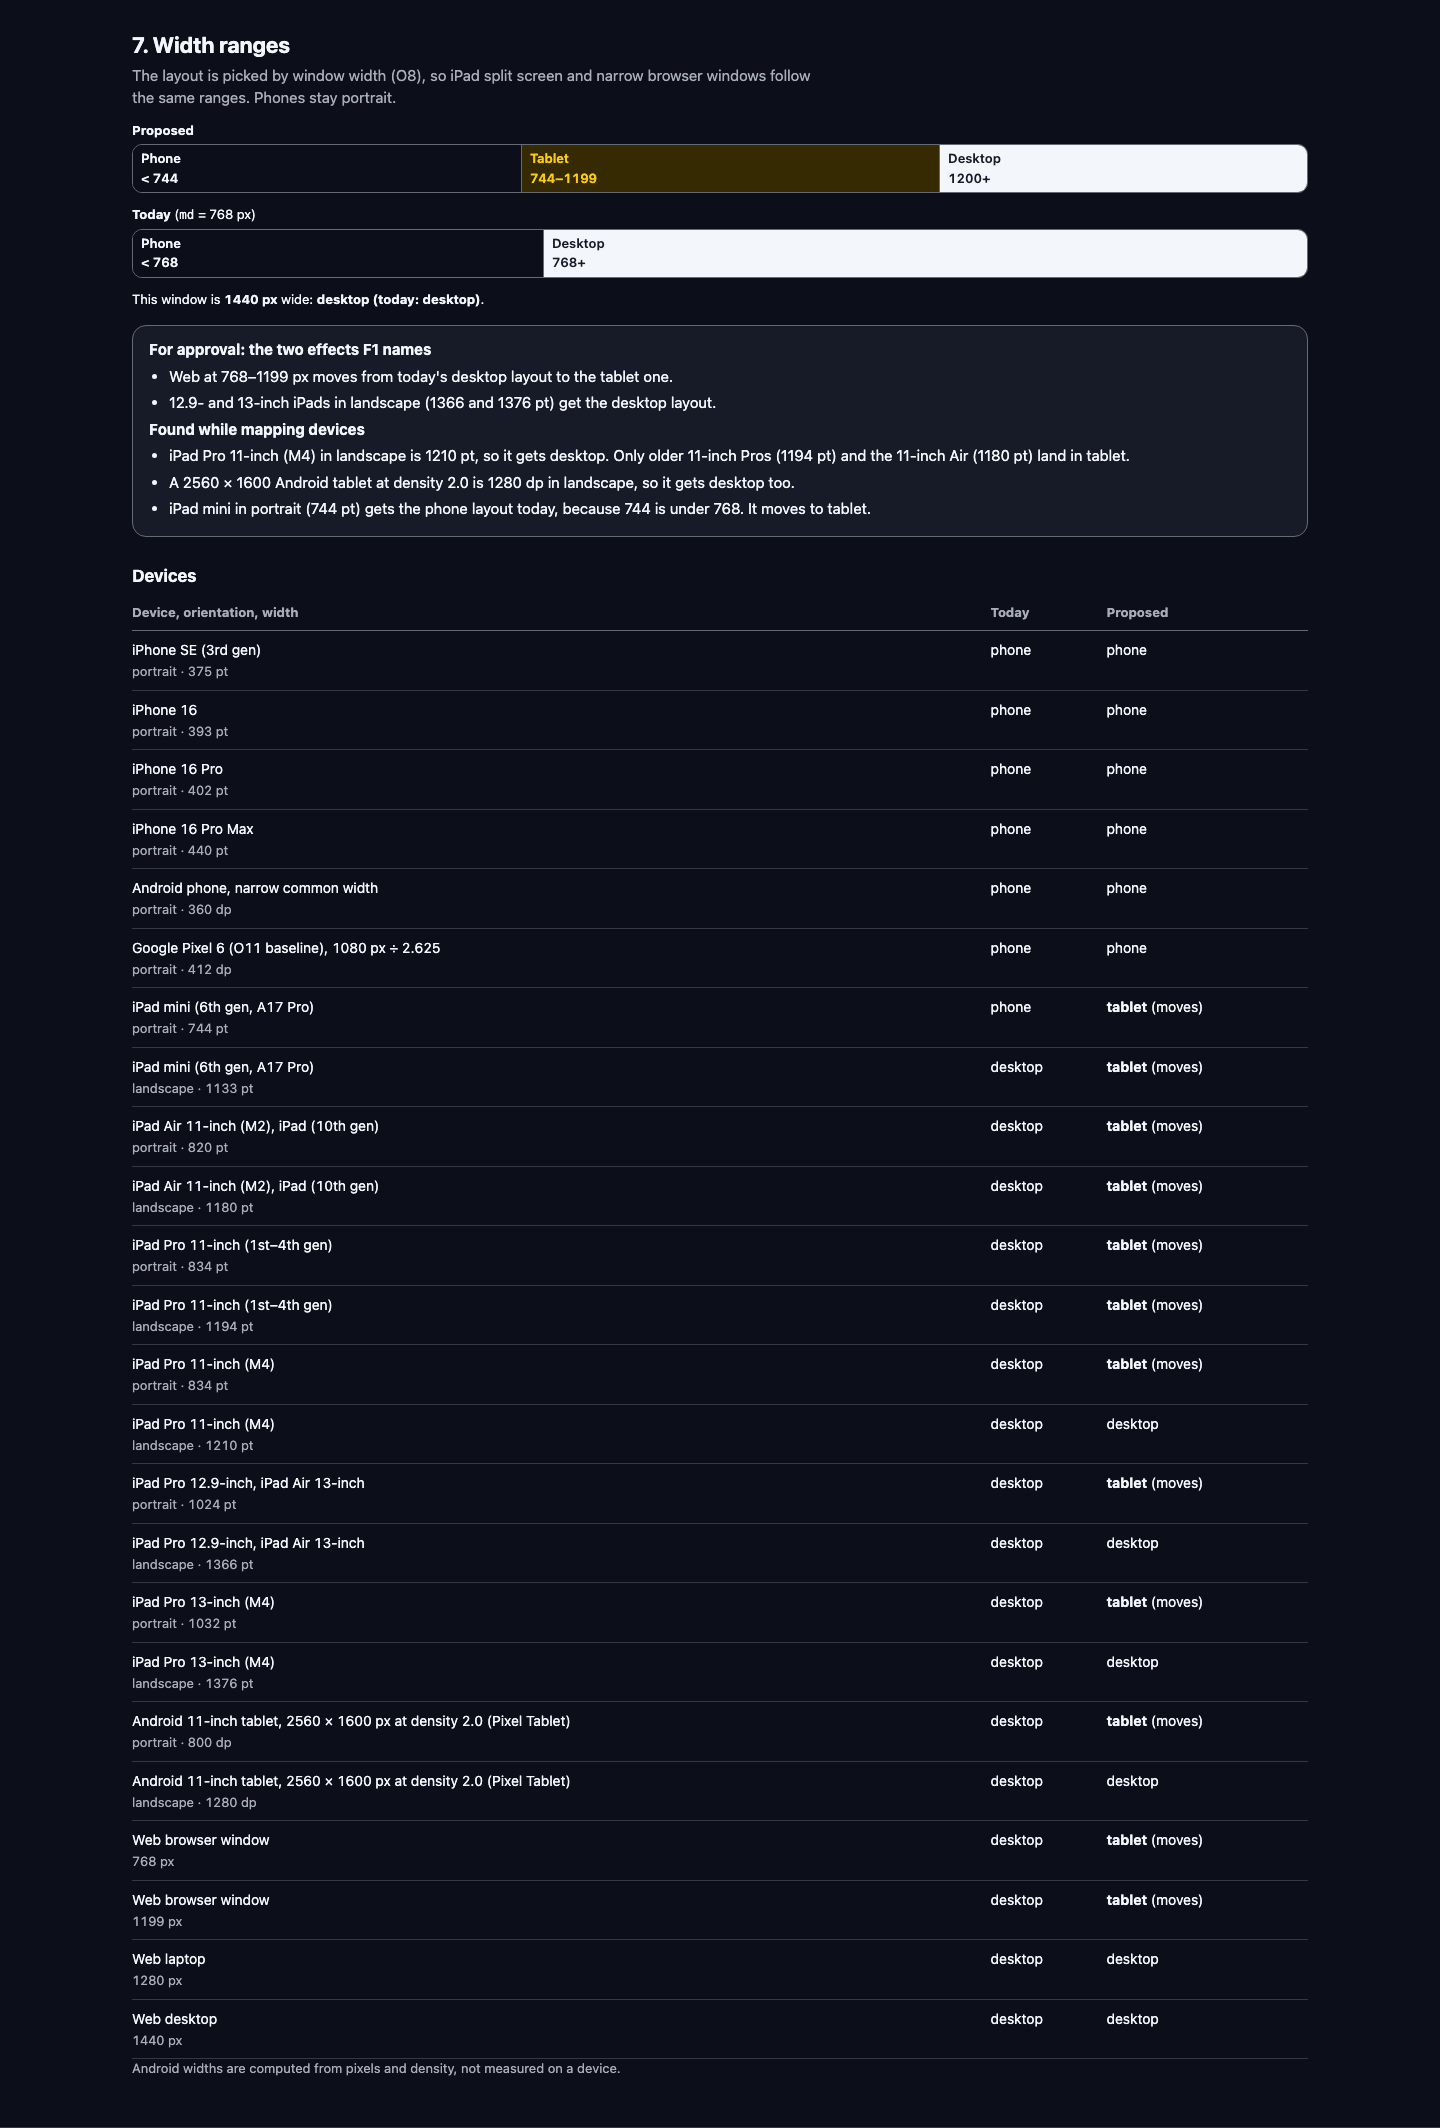 7. Width ranges
The layout is picked by window width (O8), so iPad split screen and narrow browser windows follow
the same ranges. Phones stay portrait.
Proposed
Phone
< 744
Tablet
744–1199
Desktop
1200+
Today (md = 768 px)
Phone
< 768
Desktop
768+
This window is 1440 px wide: desktop (today: desktop).
For approval: the two effects F1 names
• Web at 768–1199 px moves from today's desktop layout to the tablet one.
• 12.9- and 13-inch iPads in landscape (1366 and 1376 pt) get the desktop layout.
Found while mapping devices
• iPad Pro 11-inch (M4) in landscape is 1210 pt, so it gets desktop. Only older 11-inch Pros (1194 pt) and the 11-inch Air (1180 pt) land in tablet.
• A 2560 × 1600 Android tablet at density 2.0 is 1280 dp in landscape, so it gets desktop too.
• iPad mini in portrait (744 pt) gets the phone layout today, because 744 is under 768. It moves to tablet.
Devices
Device, orientation, width Today Proposed
iPhone SE (3rd gen) phone phone
portrait · 375 pt
iPhone 16 phone phone
portrait · 393 pt
iPhone 16 Pro phone phone
portrait · 402 pt
iPhone 16 Pro Max phone phone
portrait · 440 pt
Android phone, narrow common width phone phone
portrait · 360 dp
Google Pixel 6 (O11 baseline), 1080 px ÷ 2.625 phone phone
portrait · 412 dp
iPad mini (6th gen, A17 Pro) phone tablet (moves)
portrait · 744 pt
iPad mini (6th gen, A17 Pro) desktop tablet (moves)
landscape · 1133 pt
iPad Air 11-inch (M2), iPad (10th gen) desktop tablet (moves)
portrait · 820 pt
iPad Air 11-inch (M2), iPad (10th gen) desktop tablet (moves)
landscape · 1180 pt
iPad Pro 11-inch (1st–4th gen) desktop tablet (moves)
portrait · 834 pt
iPad Pro 11-inch (1st–4th gen) desktop tablet (moves)
landscape · 1194 pt
iPad Pro 11-inch (M4) desktop tablet (moves)
portrait · 834 pt
iPad Pro 11-inch (M4) desktop desktop
landscape · 1210 pt
iPad Pro 12.9-inch, iPad Air 13-inch desktop tablet (moves)
portrait · 1024 pt
iPad Pro 12.9-inch, iPad Air 13-inch desktop desktop
landscape · 1366 pt
iPad Pro 13-inch (M4) desktop tablet (moves)
portrait · 1032 pt
iPad Pro 13-inch (M4) desktop desktop
landscape · 1376 pt
Android 11-inch tablet, 2560 × 1600 px at density 2.0 (Pixel Tablet) desktop tablet (moves)
portrait · 800 dp
Android 11-inch tablet, 2560 × 1600 px at density 2.0 (Pixel Tablet) desktop desktop
landscape · 1280 dp
Web browser window desktop tablet (moves)
768 px
Web browser window desktop tablet (moves)
1199 px
Web laptop desktop desktop
1280 px
Web desktop desktop desktop
1440 px
Android widths are computed from pixels and density, not measured on a device.